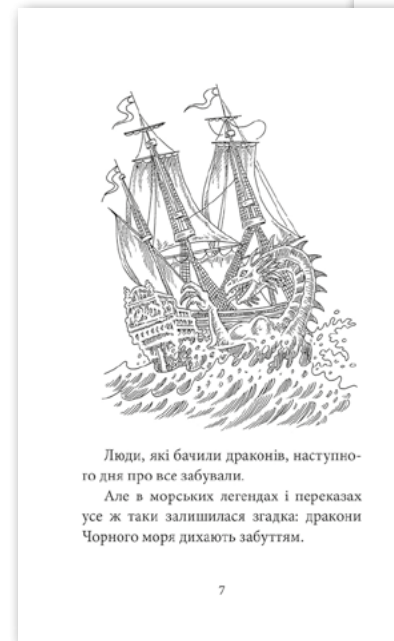 Люди, які бачили драконів, наступно-
го дня про все забували.
Але в морських легендах і переказах
усе ж таки залишилася згадка: дракони
Чорного моря дихають забуттям.
7